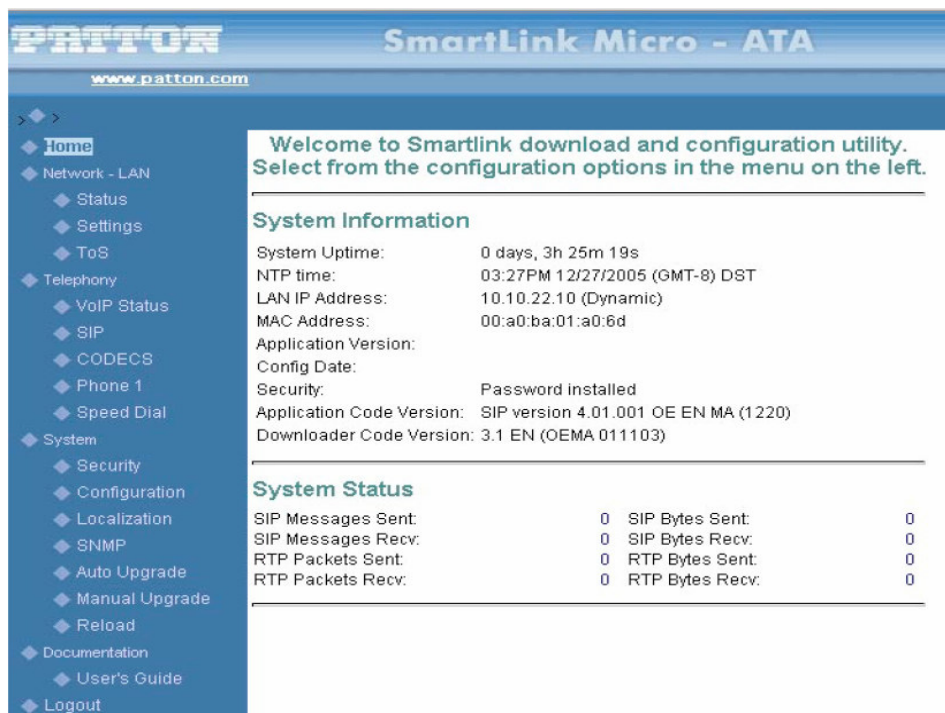 PATTON
SmartLink Micro - ATA
www.patton.com
> >
Home
Network - LAN
Status
Settings
ToS
Telephony
VoIP Status
SIP
CODECS
Phone 1
Speed Dial
System
Security
Configuration
Localization
SNMP
Auto Upgrade
Manual Upgrade
Reload
Documentation
User's Guide
Logout
Welcome to Smartlink download and configuration utility.
Select from the configuration options in the menu on the left.
System Information
System Uptime: 0 days, 3h 25m 19s
NTP time: 03:27PM 12/27/2005 (GMT-8) DST
LAN IP Address: 10.10.22.10 (Dynamic)
MAC Address: 00:a0:ba:01:a0:6d
Application Version:
Config Date:
Security: Password installed
Application Code Version: SIP version 4.01.001 OE EN MA (1220)
Downloader Code Version: 3.1 EN (OEMA 011103)
System Status
SIP Messages Sent: 0 SIP Bytes Sent: 0
SIP Messages Recv: 0 SIP Bytes Recv: 0
RTP Packets Sent: 0 RTP Bytes Sent: 0
RTP Packets Recv: 0 RTP Bytes Recv: 0